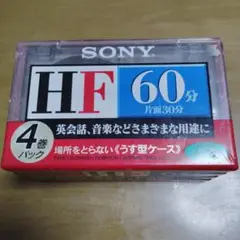 SONY
HF
60分
片面30分
4巻
パック
英会話、音楽などさまざまな用途に
場所をとらない《うす型ケース》